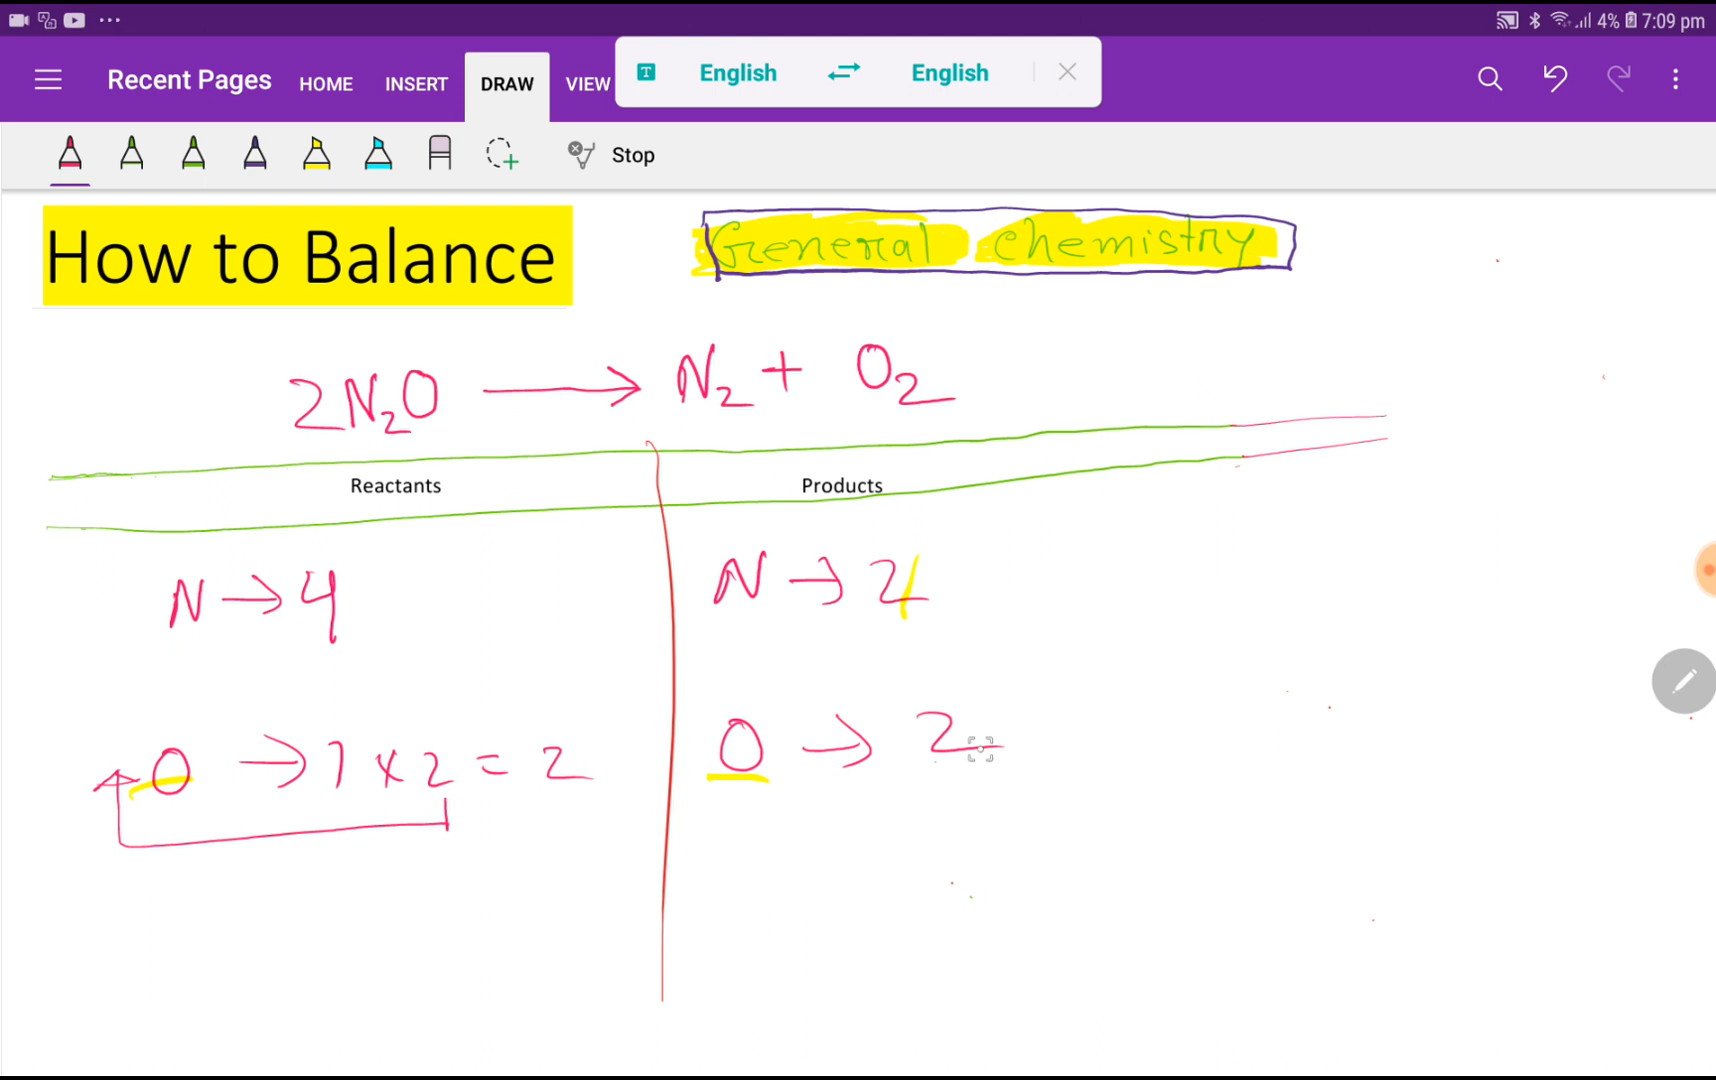 4% 7:09 pm
Recent Pages HOME INSERT DRAW VIEW
T English English
Stop
How to Balance
General Chemistry
2N₂O → N₂ + O₂
Reactants Products
N → 4 N → 2
O → 1 × 2 = 2 O → 2